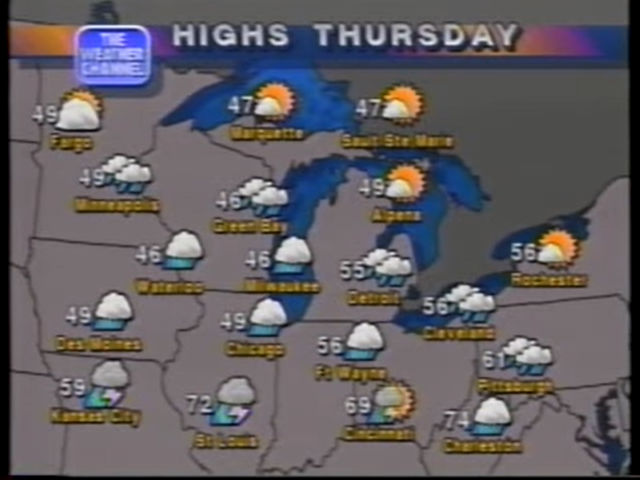 THE
WEATHER
CHANNEL
HIGHS THURSDAY
49
Fargo
47
Marquette
47
Sault Ste Marie
49
Minneapolis
46
Green Bay
49
Alpena
46
Waterloo
46
Milwaukee
55
Detroit
56
Rochester
49
Des Moines
49
Chicago
56
Ft Wayne
56
Cleveland
61
Pittsburgh
59
Kansas City
72
St Louis
69
Cincinnati
74
Charleston